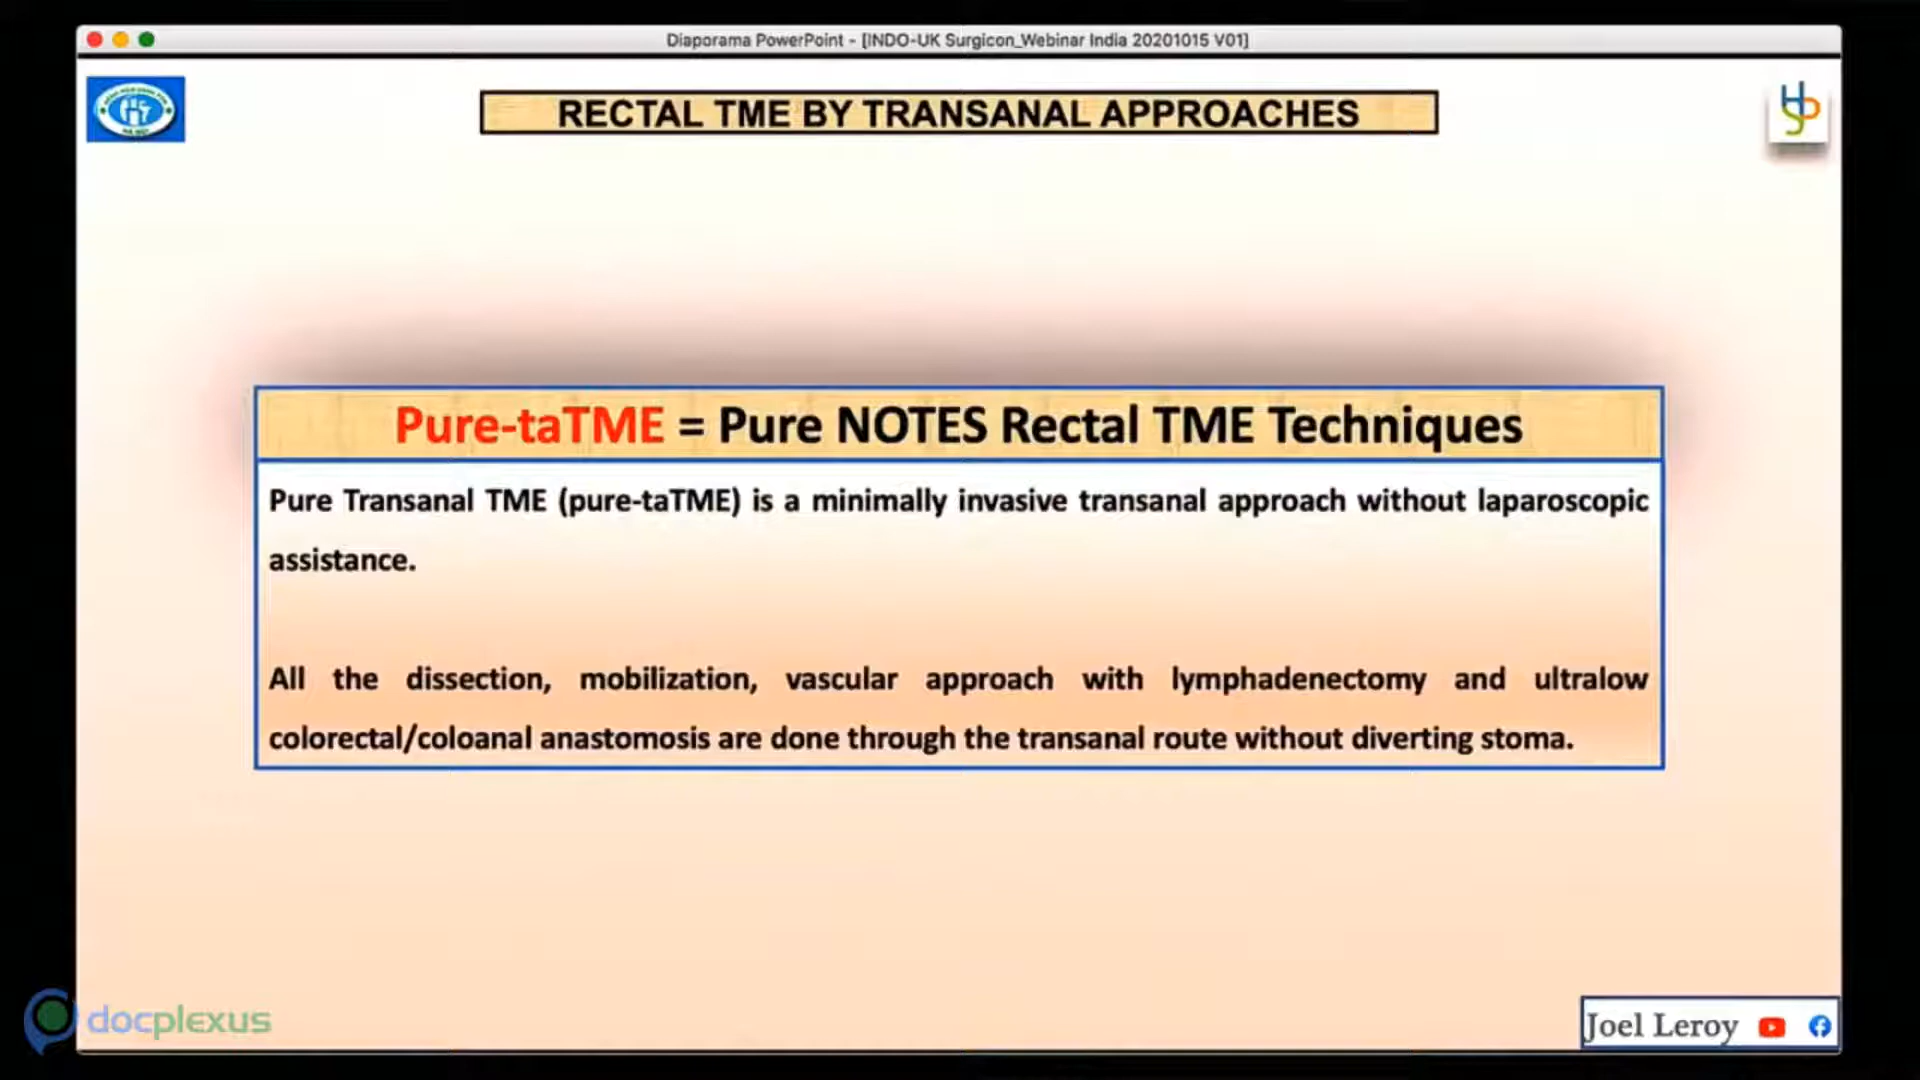 Diaporama PowerPoint - [INDO-UK Surgicon_Webinar India 20201015 V01]
RECTAL TME BY TRANSANAL APPROACHES
Pure-taTME = Pure NOTES Rectal TME Techniques
Pure Transanal TME (pure-taTME) is a minimally invasive transanal approach without laparoscopic
assistance.
All the dissection, mobilization, vascular approach with lymphadenectomy and ultralow
colorectal/coloanal anastomosis are done through the transanal route without diverting stoma.
docplexus
Joel Leroy